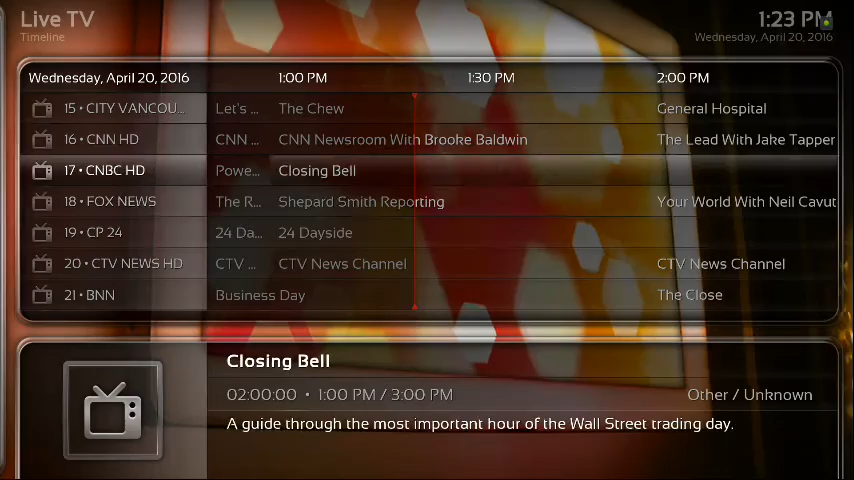 Live TV
1:23 PM
Timeline
Wednesday, April 20, 2016
Wednesday, April 20, 2016 1:00 PM 1:30 PM 2:00 PM
15 • CITY VANCOU... Let's ... The Chew General Hospital
16 • CNN HD CNN ... CNN Newsroom With Brooke Baldwin The Lead With Jake Tapper
17 • CNBC HD Powe... Closing Bell
18 • FOX NEWS The R... Shepard Smith Reporting Your World With Neil Cavut
19 • CP 24 24 Da... 24 Dayside
20 • CTV NEWS HD CTV ... CTV News Channel CTV News Channel
21 • BNN Business Day The Close
Closing Bell
02:00:00 • 1:00 PM / 3:00 PM Other / Unknown
A guide through the most important hour of the Wall Street trading day.